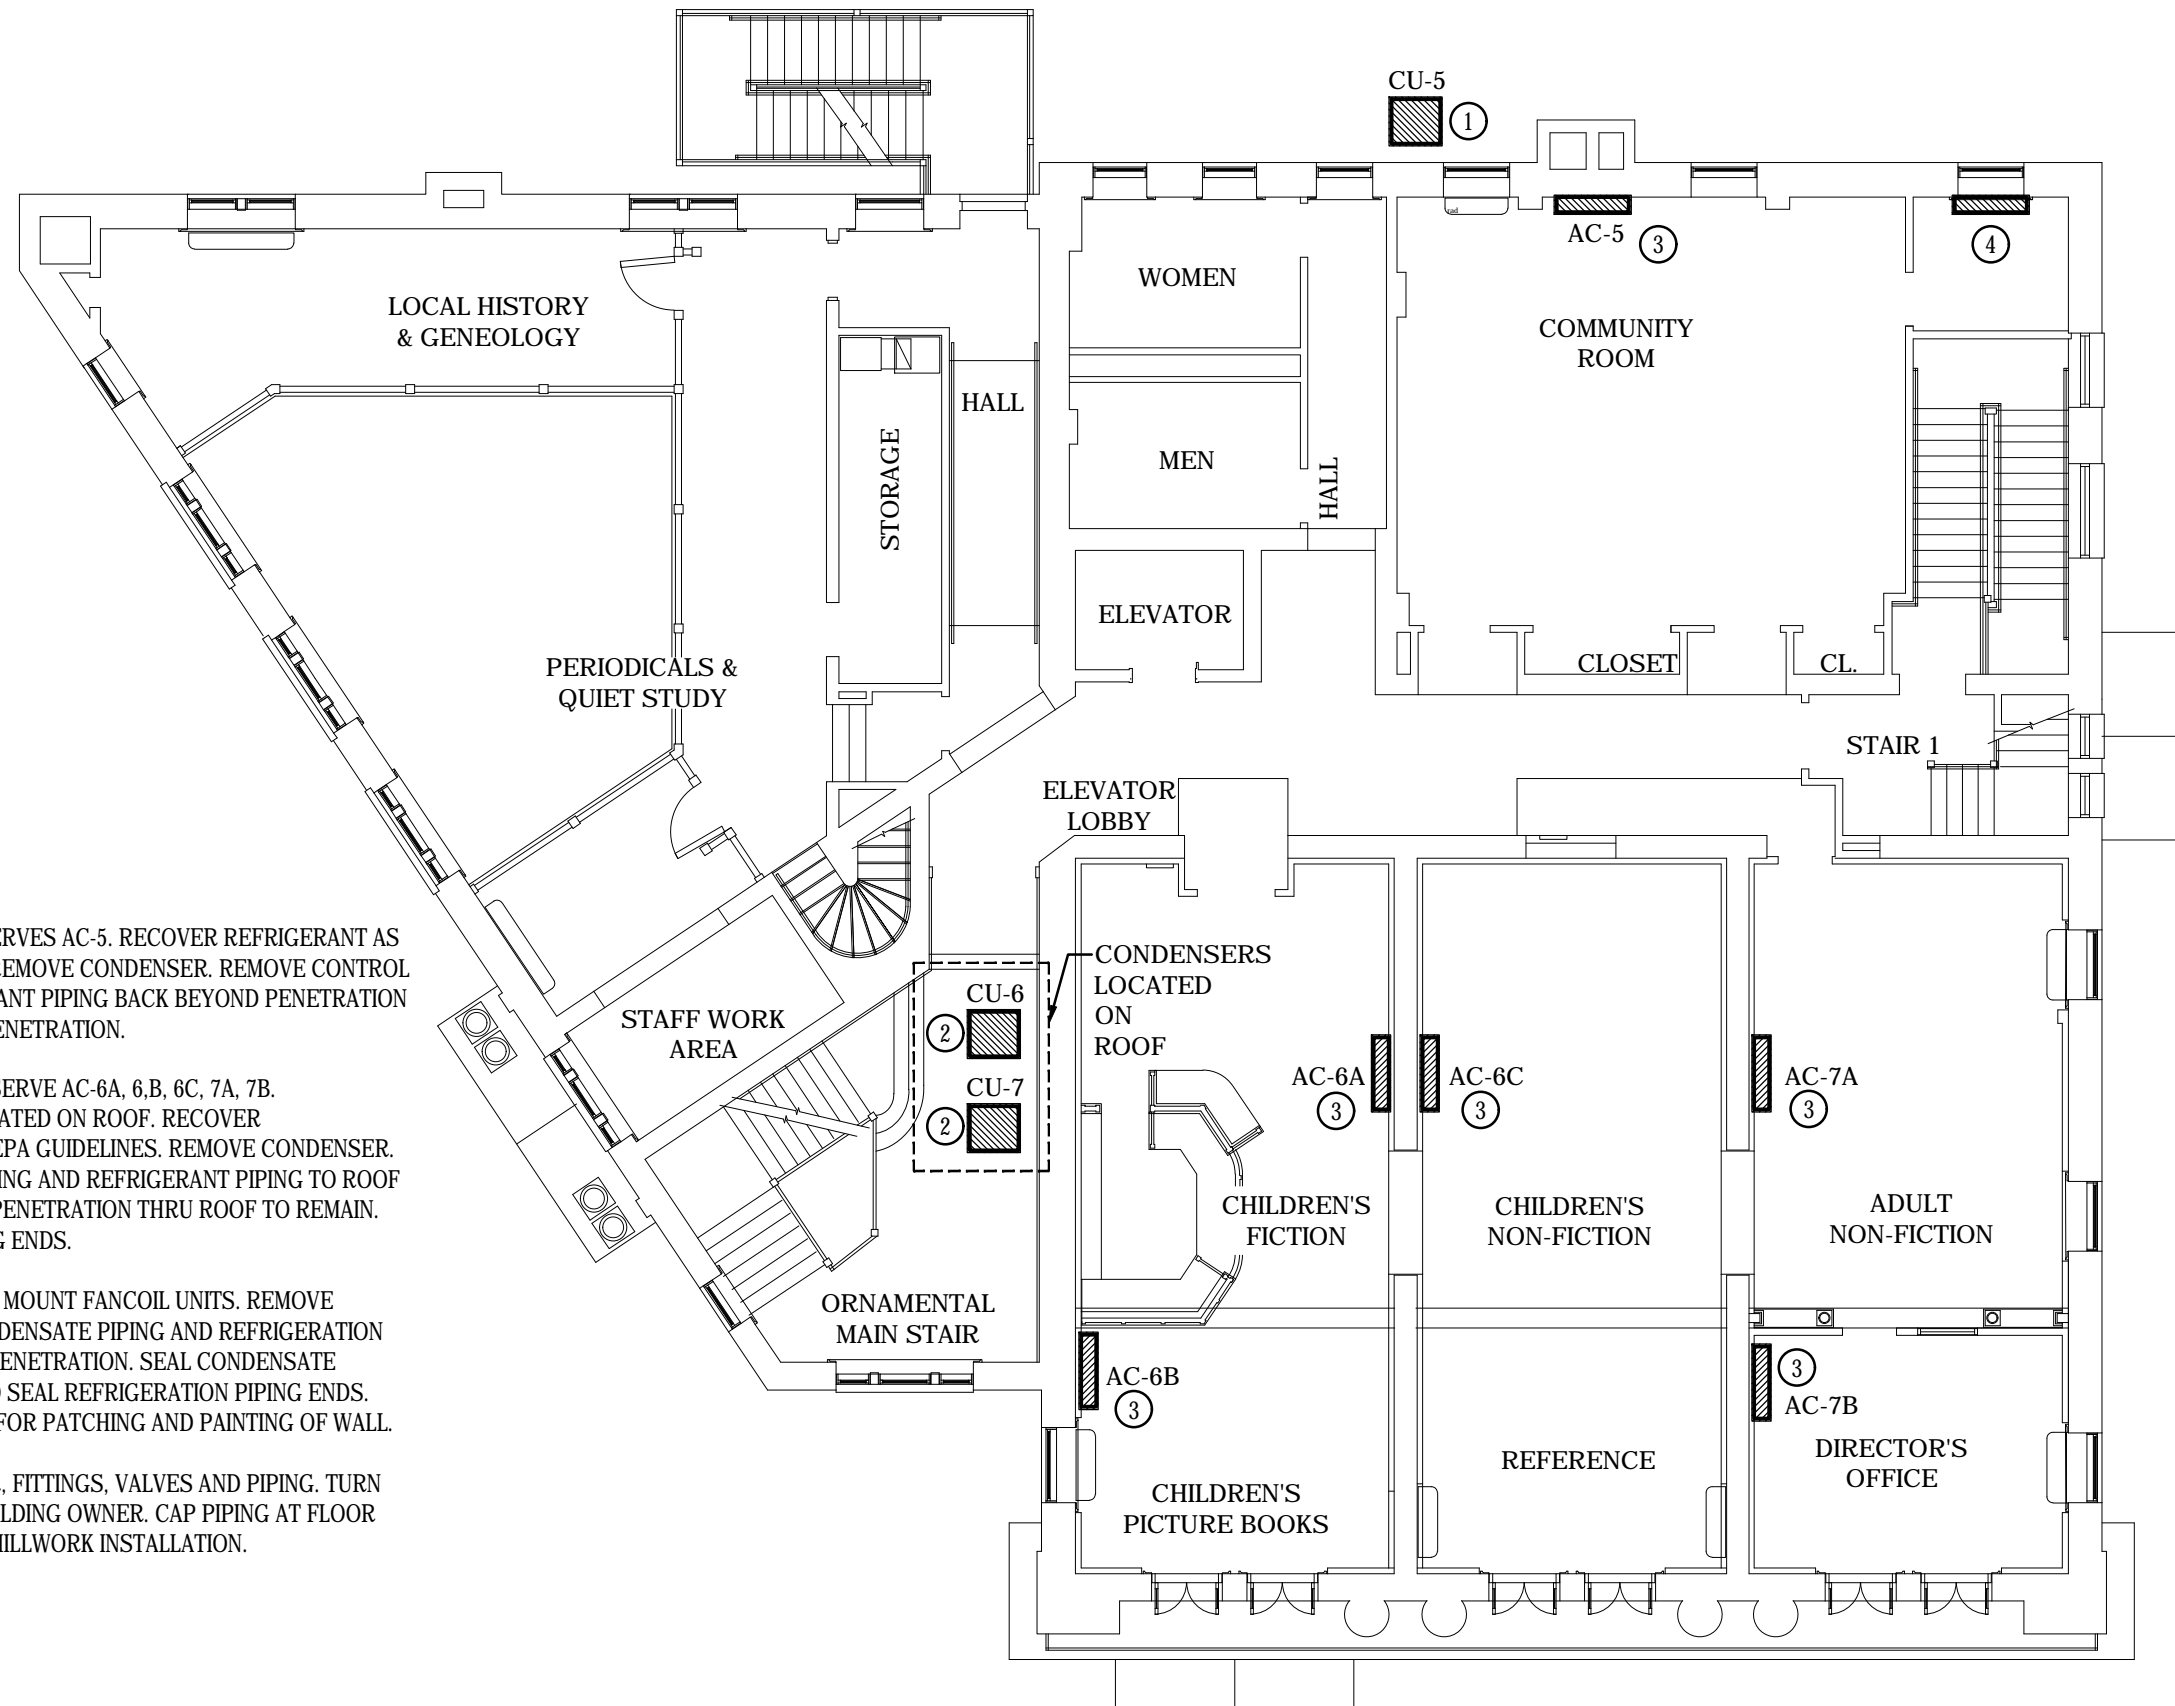 CU-5
1
rad
AC-5
3
4
WOMEN
LOCAL HISTORY
& GENEOLOGY
COMMUNITY
ROOM
HALL
STORAGE
MEN
HALL
ELEVATOR
PERIODICALS &
QUIET STUDY
CLOSET
CL.
STAIR 1
ELEVATOR
LOBBY
ERVES AC-5. RECOVER REFRIGERANT AS
REMOVE CONDENSER. REMOVE CONTROL
ANT PIPING BACK BEYOND PENETRATION
ENETRATION.
SERVE AC-6A, 6,B, 6C, 7A, 7B.
ATED ON ROOF. RECOVER
EPA GUIDELINES. REMOVE CONDENSER.
ING AND REFRIGERANT PIPING TO ROOF
PENETRATION THRU ROOF TO REMAIN.
G ENDS.
MOUNT FANCOIL UNITS. REMOVE
DENSATE PIPING AND REFRIGERATION
ENETRATION. SEAL CONDENSATE
SEAL REFRIGERATION PIPING ENDS.
FOR PATCHING AND PAINTING OF WALL.
, FITTINGS, VALVES AND PIPING. TURN
LDING OWNER. CAP PIPING AT FLOOR
MILLWORK INSTALLATION.
CONDENSERS
LOCATED
ON
ROOF
CU-6
2
CU-7
2
STAFF WORK
AREA
AC-6A
3
AC-6C
3
AC-7A
3
CHILDREN'S
FICTION
CHILDREN'S
NON-FICTION
ADULT
NON-FICTION
ORNAMENTAL
MAIN STAIR
AC-6B
3
3
AC-7B
CHILDREN'S
PICTURE BOOKS
REFERENCE
DIRECTOR'S
OFFICE